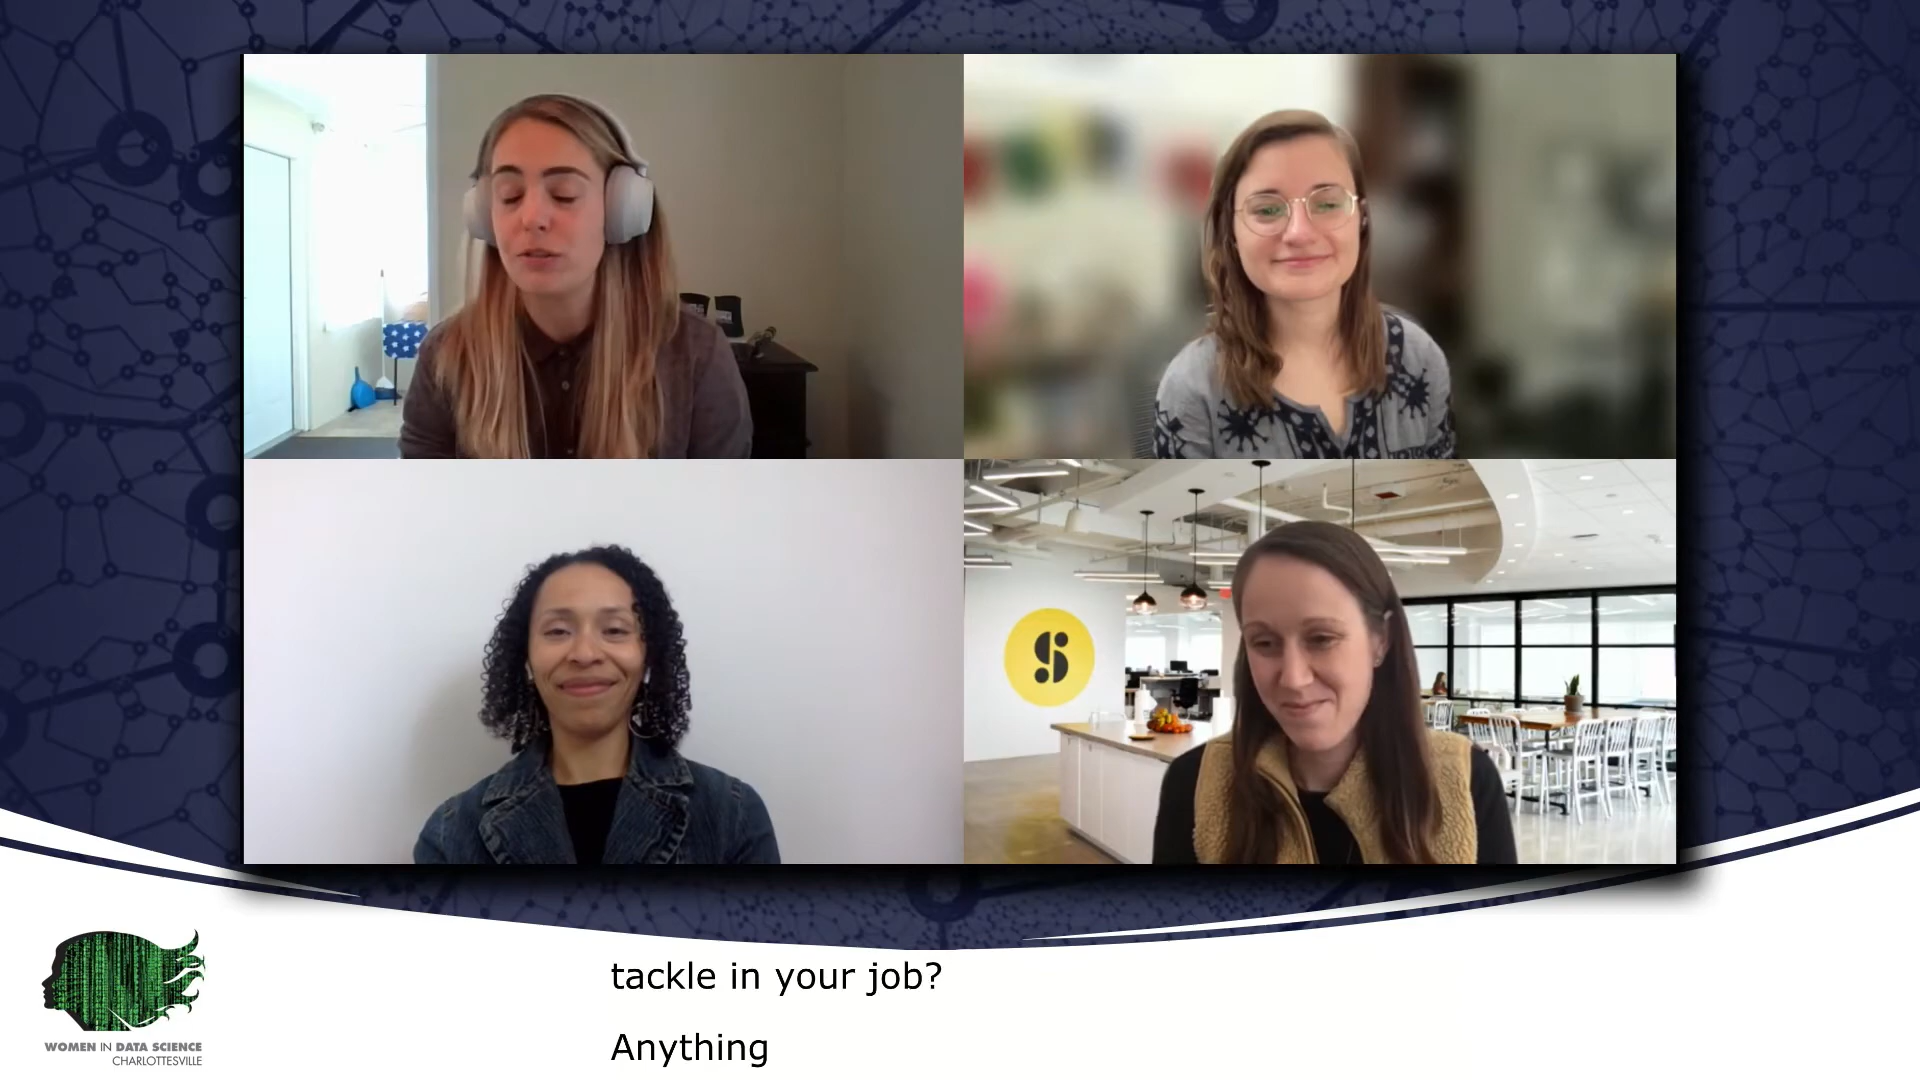 S
tackle in your job?
Anything
WOMEN IN DATA SCIENCE
CHARLOTTESVILLE